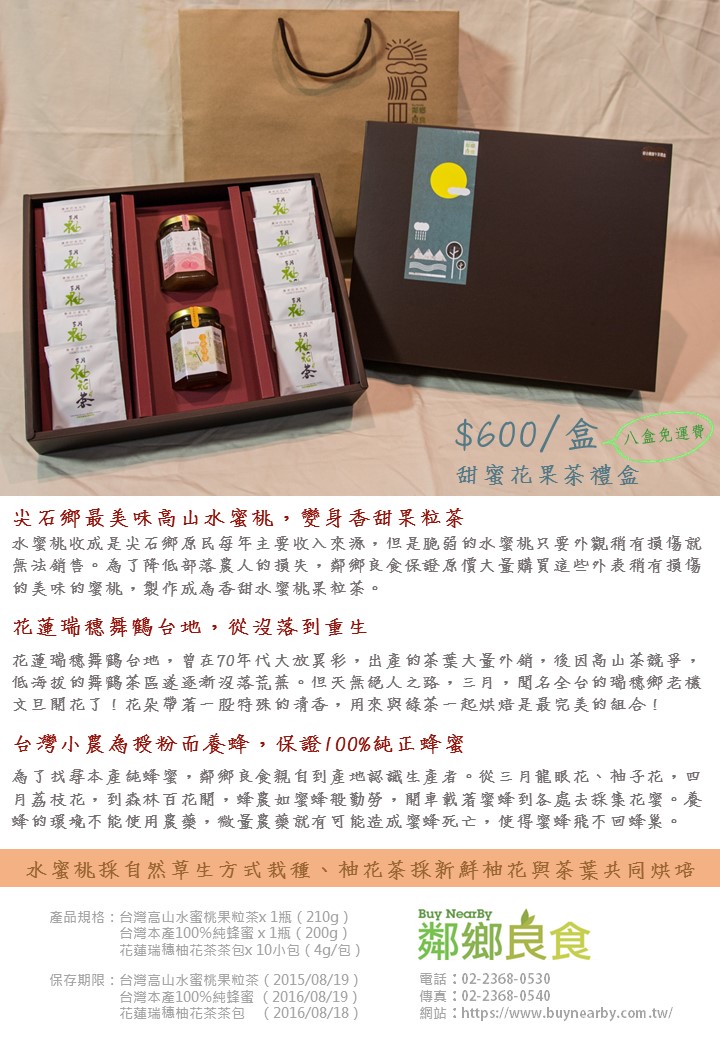 $600/盒
八盒免運費
甜蜜花果茶禮盒
尖石鄉最美味高山水蜜桃，變身香甜果粒茶
水蜜桃收成是尖石鄉原民每年主要收入來源，但是脆弱的水蜜桃只要外觀稍有損傷就
無法銷售。為了降低部落農人的損失，鄰鄉良食保證原價大量購買這些外表稍有損傷
的美味的蜜桃，製作成為香甜水蜜桃果粒茶。
花蓮瑞穗舞鶴台地，從沒落到重生
花蓮瑞穗舞鶴台地，曾在70年代大放異彩，出產的茶葉大量外銷，後因高山茶競爭，
低海拔的舞鶴茶區遂逐漸沒落荒蕪。但天無絕人之路，三月，聞名全台的瑞穗鄉老欉
文旦開花了！花朵帶著一股特殊的清香，用來與綠茶一起烘焙是最完美的組合！
台灣小農為授粉而養蜂，保證100%純正蜂蜜
為了找尋本產純蜂蜜，鄰鄉良食親自到產地認識生產者。從三月龍眼花、柚子花，四
月荔枝花，到森林百花開，蜂農如蜜蜂般勤勞，開車載著蜜蜂到各處去採集花蜜。養
蜂的環境不能使用農藥，微量農藥就有可能造成蜜蜂死亡，使得蜜蜂飛不回蜂巢。
水蜜桃採自然草生方式栽種、柚花茶採新鮮柚花與茶葉共同烘培
產品規格：台灣高山水蜜桃果粒茶x 1瓶（210g）
台灣本產100%純蜂蜜 x 1瓶（200g）
花蓮瑞穗柚花茶茶包x 10小包（4g/包）
保存期限：台灣高山水蜜桃果粒茶（2015/08/19）
台灣本產100%純蜂蜜 （2016/08/19）
花蓮瑞穗柚花茶茶包 （2016/08/18）
Buy NearBy
鄰鄉良食
電話：02-2368-0530
傳真：02-2368-0540
網站：https://www.buynearby.com.tw/